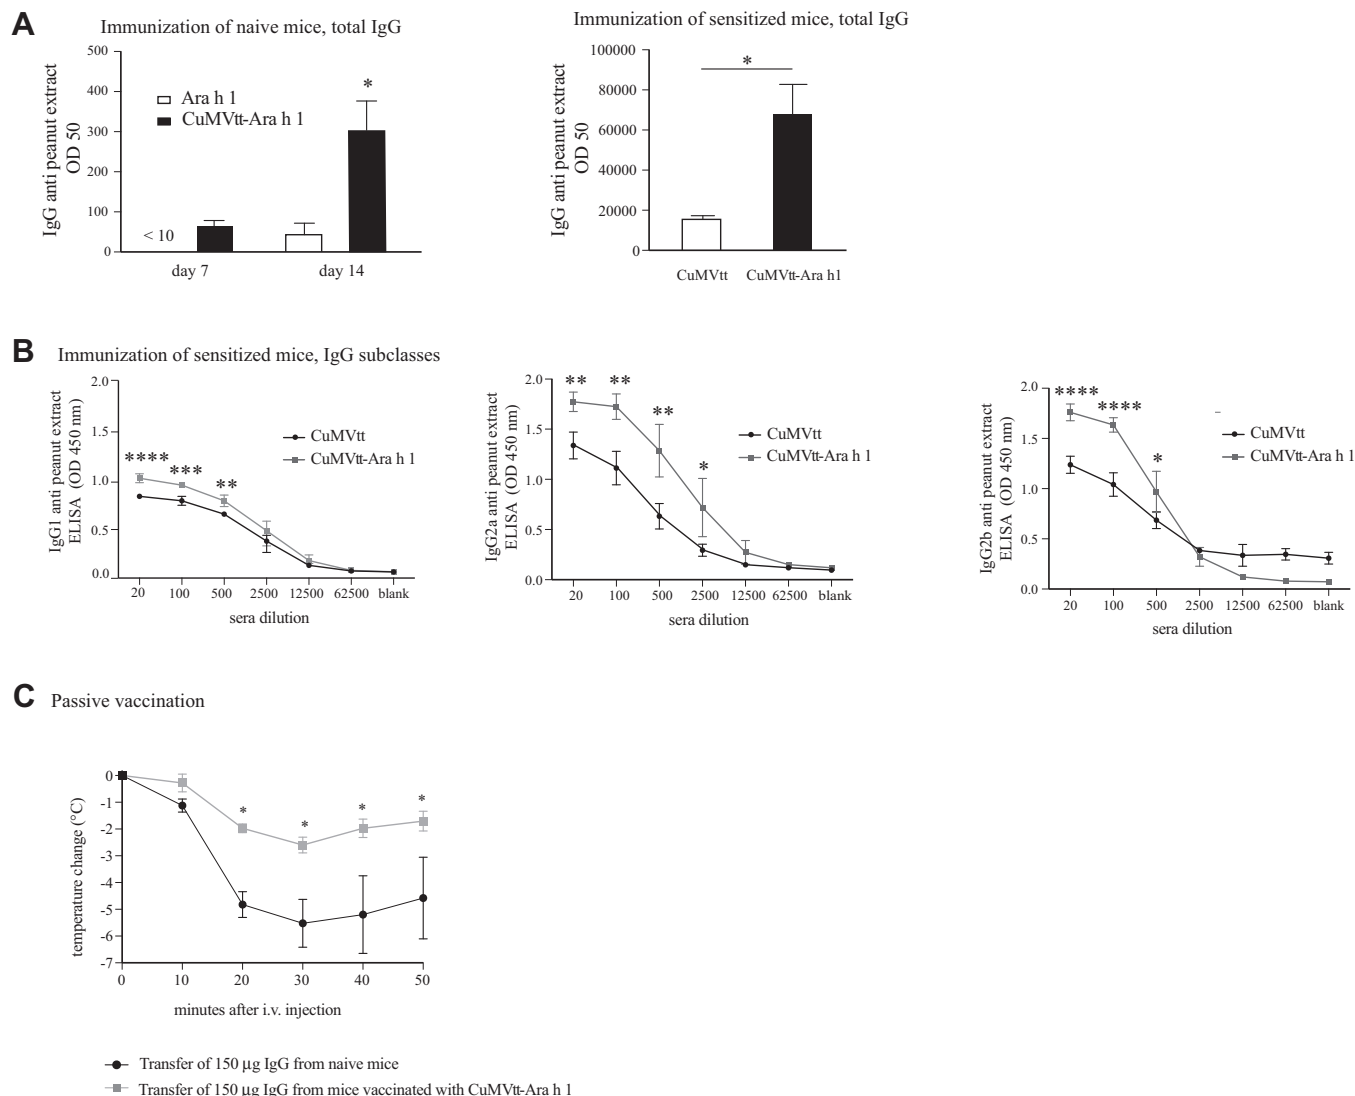 A
Immunization of naive mice, total IgG
IgG anti peanut extract
OD 50
500
400
300
200
100
0
Ara h 1
CuMVtt-Ara h 1
*
< 10
day 7
day 14
Immunization of sensitized mice, total IgG
IgG anti peanut extract
OD 50
100000
80000
60000
40000
20000
0
*
CuMVtt
CuMVtt-Ara h1
B
Immunization of sensitized mice, IgG subclasses
IgG1 anti peanut extract
ELISA (OD 450 nm)
2.0
1.5
1.0
0.5
0.0
****
***
**
CuMVtt
CuMVtt-Ara h 1
20 100 500 2500 12500 62500 blank
sera dilution
IgG2a anti peanut extract
ELISA (OD 450 nm)
2.0
1.5
1.0
0.5
0.0
**
**
**
*
CuMVtt
CuMVtt-Ara h 1
20 100 500 2500 12500 62500 blank
sera dilution
IgG2b anti peanut extract
ELISA (OD 450 nm)
2.0
1.5
1.0
0.5
0.0
****
****
*
CuMVtt
CuMVtt-Ara h 1
20 100 500 2500 12500 62500 blank
sera dilution
C
Passive vaccination
temperature change (°C)
0
-1
-2
-3
-4
-5
-6
-7
* * * *
0 10 20 30 40 50
minutes after i.v. injection
Transfer of 150 µg IgG from naive mice
Transfer of 150 µg IgG from mice vaccinated with CuMVtt-Ara h 1